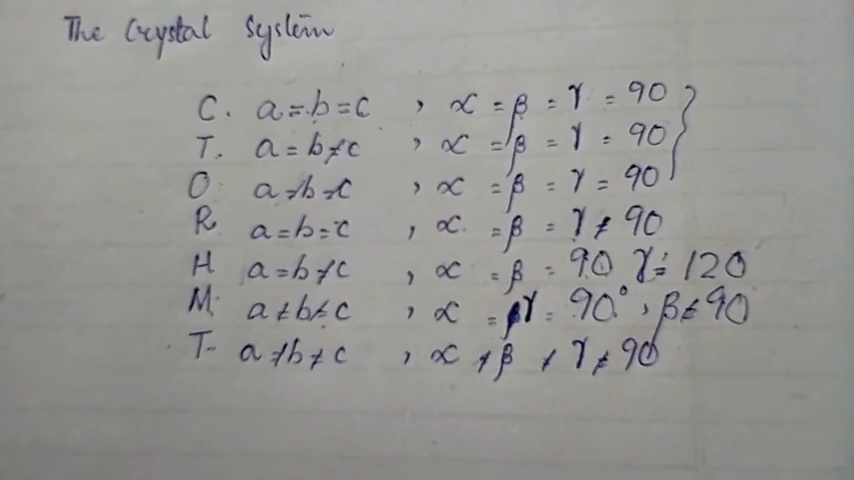 The Crystal System
C. a = b = c , α = β = γ = 90
T. a = b ≠ c , α = β = γ = 90
O. a ≠ b ≠ c , α = β = γ = 90
R a = b = c , α = β = γ ≠ 90
H a = b ≠ c , α = β = 90 γ = 120
M. a ≠ b ≠ c , α = γ = 90° , β ≠ 90
T. a ≠ b ≠ c , α ≠ β ≠ γ ≠ 90